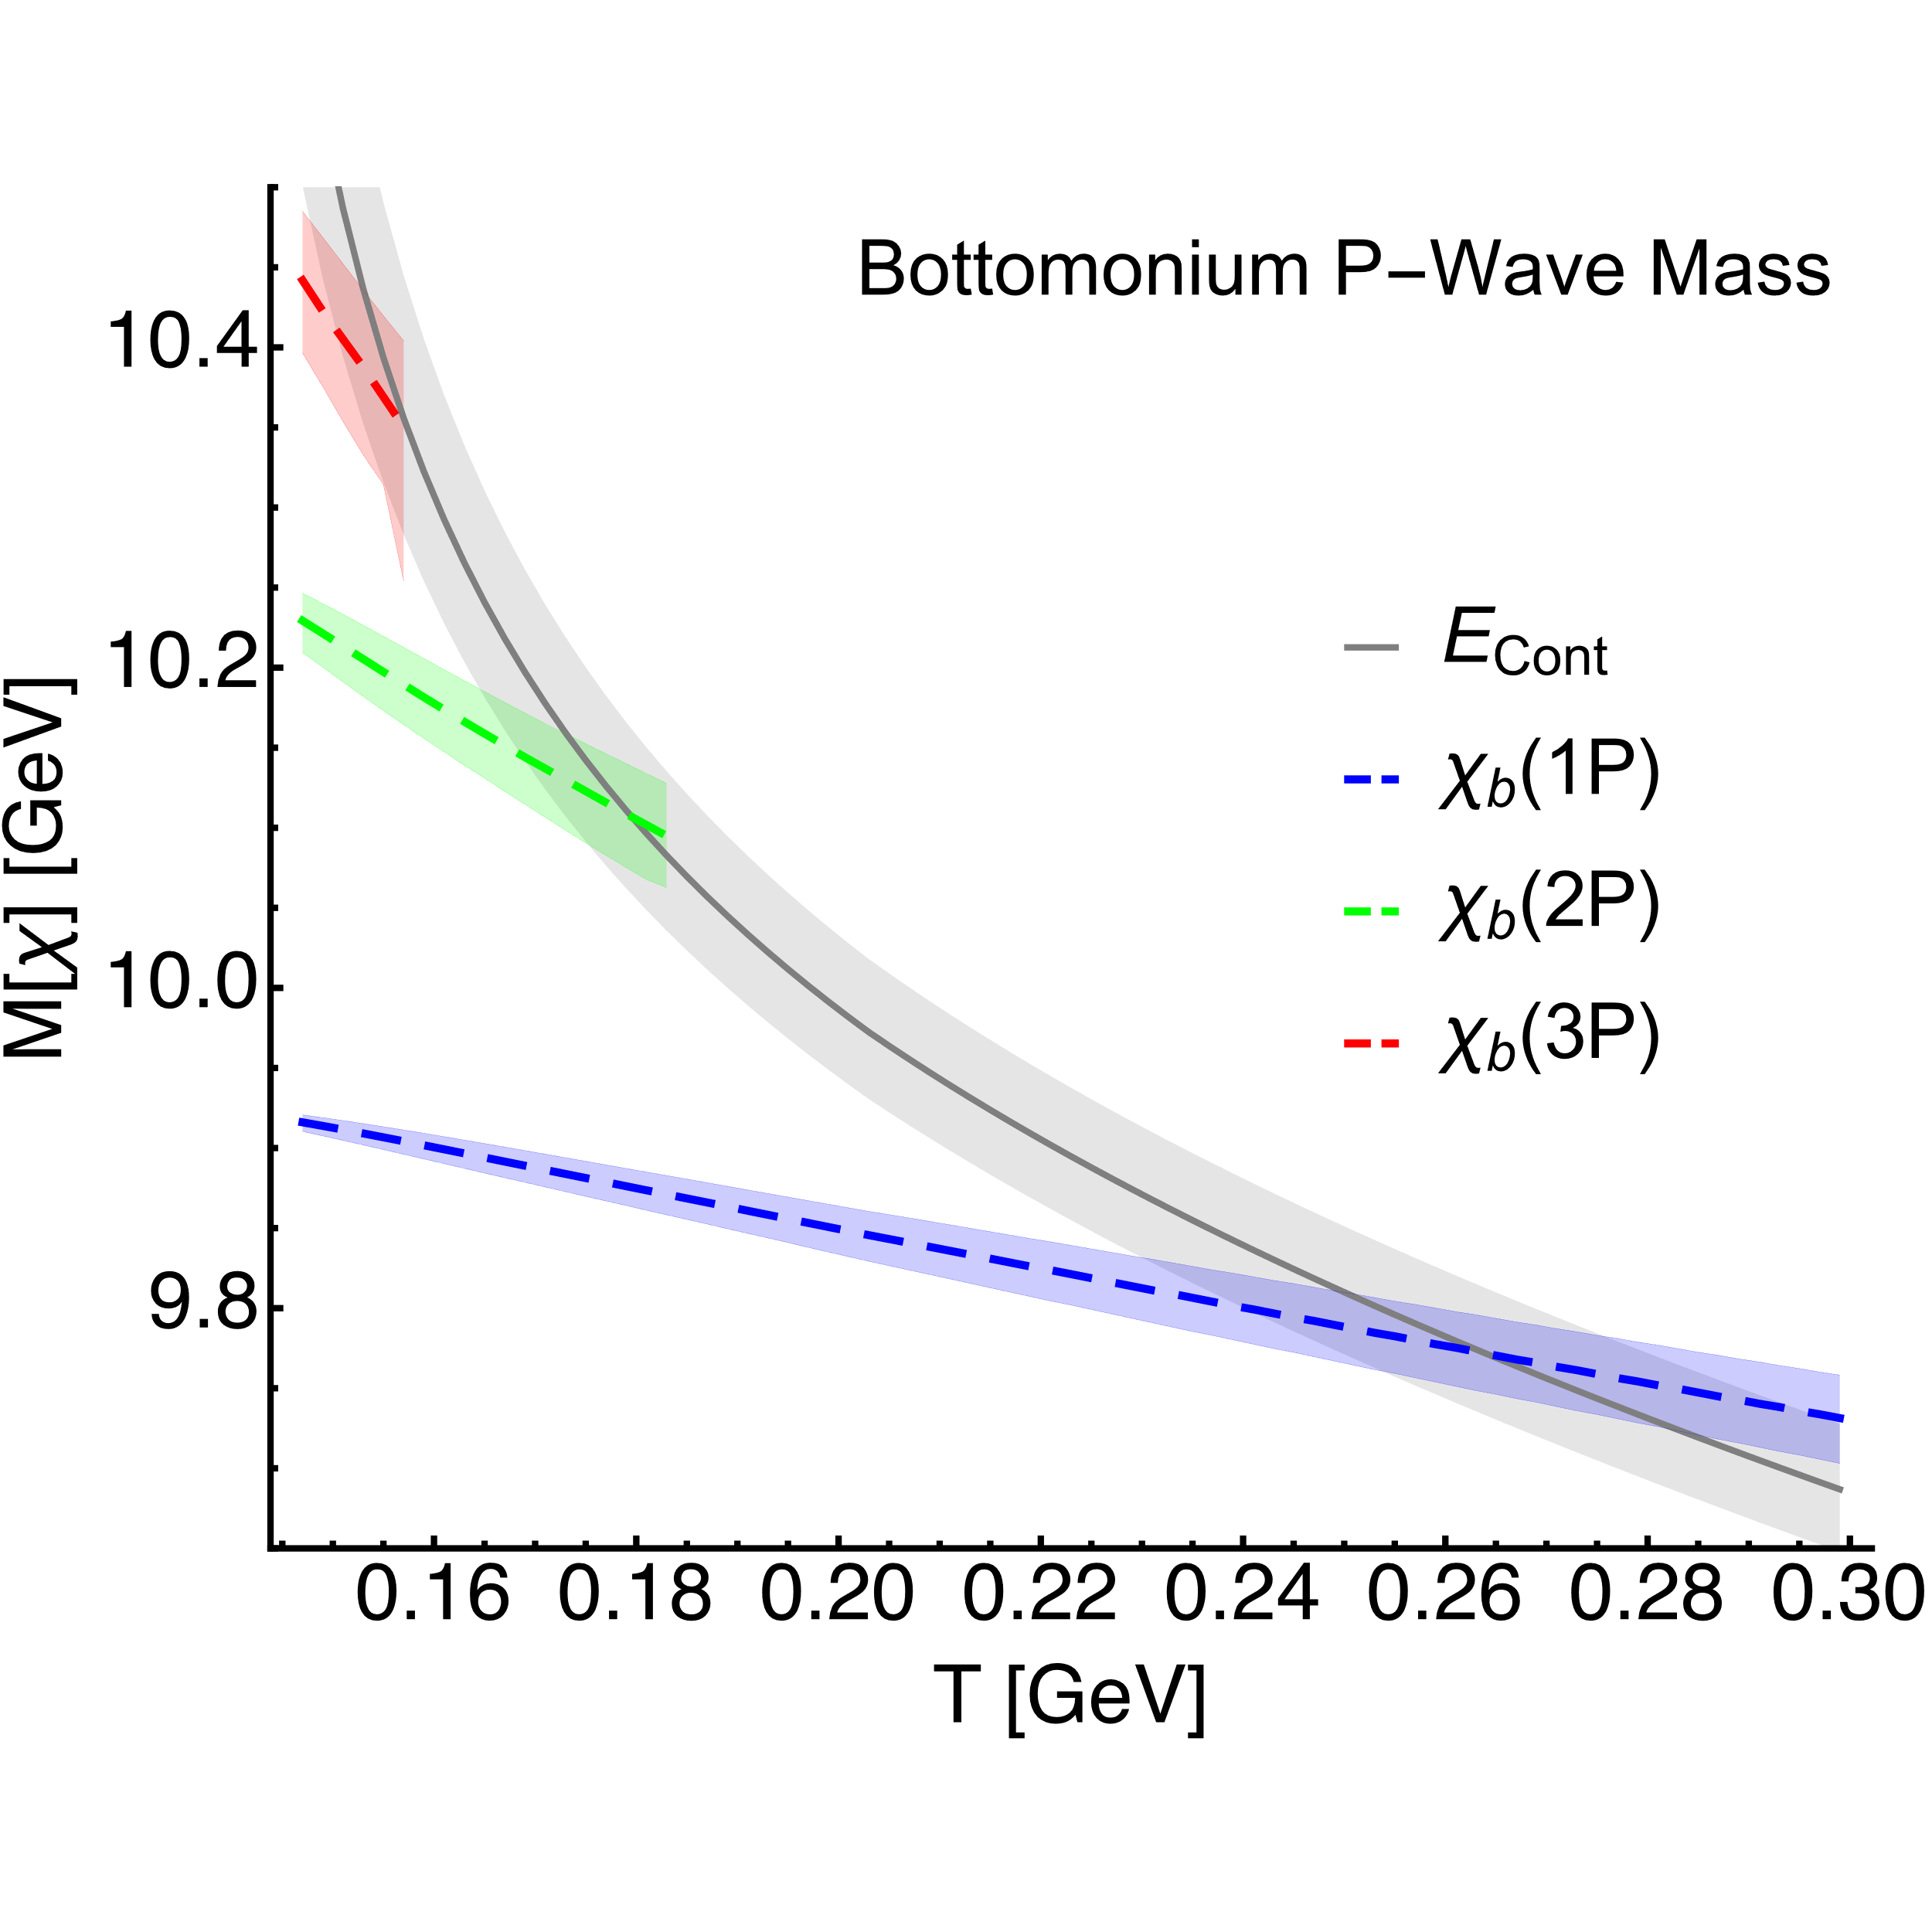 Bottomonium P–Wave Mass
M[χ] [GeV]
10.4
10.2
10.0
9.8
E_Cont
χ_b(1P)
χ_b(2P)
χ_b(3P)
0.16 0.18 0.20 0.22 0.24 0.26 0.28 0.30
T [GeV]